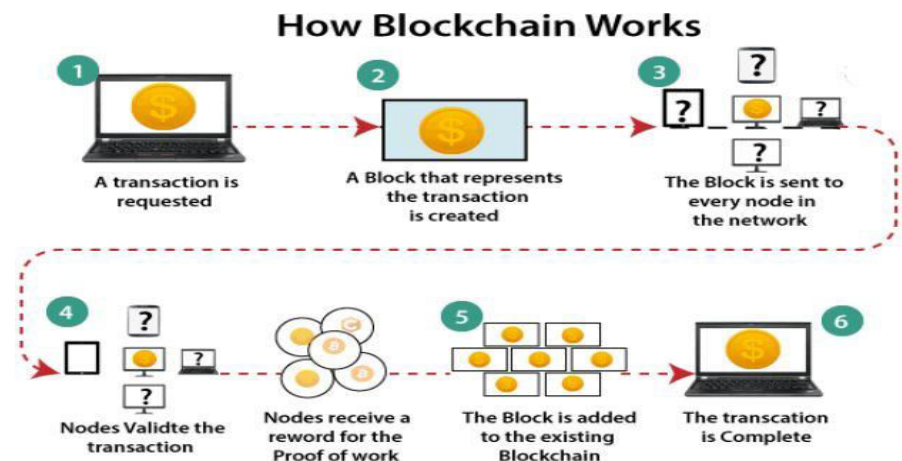 How Blockchain Works
1
$
A transaction is
requested
2
$
A Block that represents
the transaction
is created
3
?
?
?
?
The Block is sent to
every node in
the network
4
?
?
?
Nodes Validte the
transaction
Nodes receive a
reword for the
Proof of work
5
The Block is added
to the existing
Blockchain
6
$
The transcation
is Complete